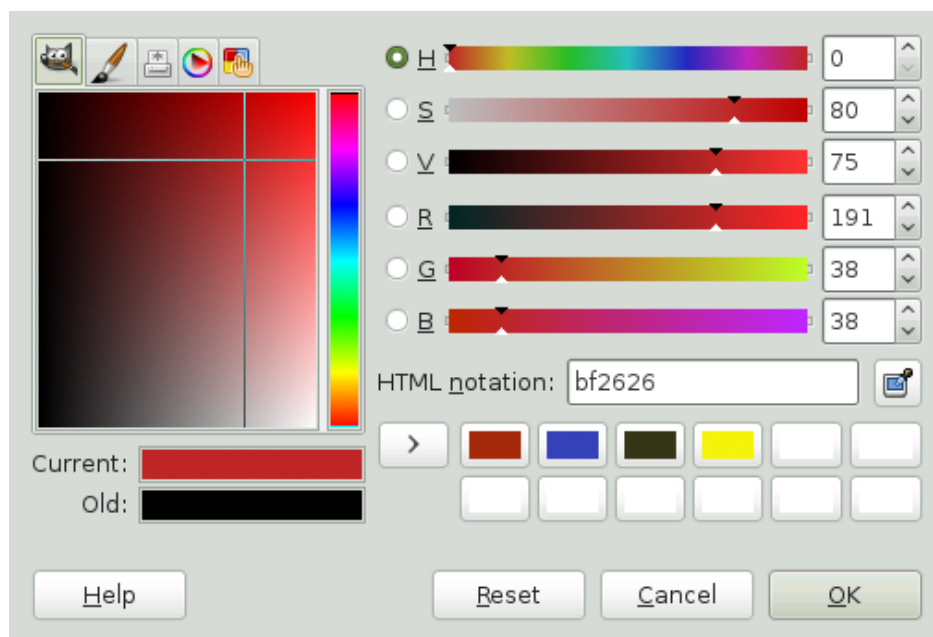 H 0
S 80
V 75
R 191
G 38
B 38
HTML notation: bf2626
>
Current:
Old:
Help Reset Cancel OK